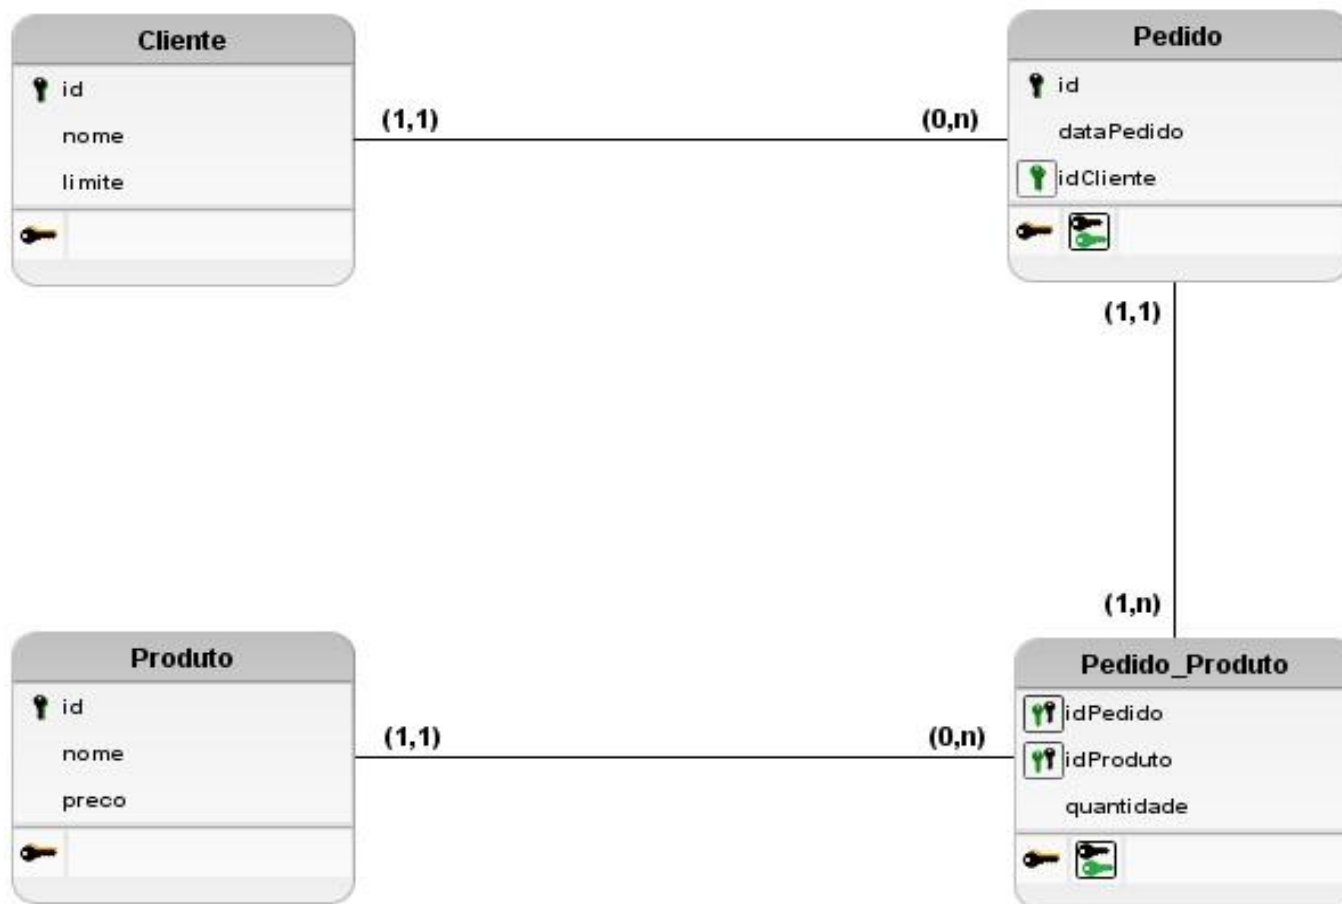 Cliente
id
nome
limite
(1,1)
(0,n)
Pedido
id
dataPedido
idCliente
(1,1)
(1,n)
Produto
id
nome
preco
(1,1)
(0,n)
Pedido_Produto
idPedido
idProduto
quantidade